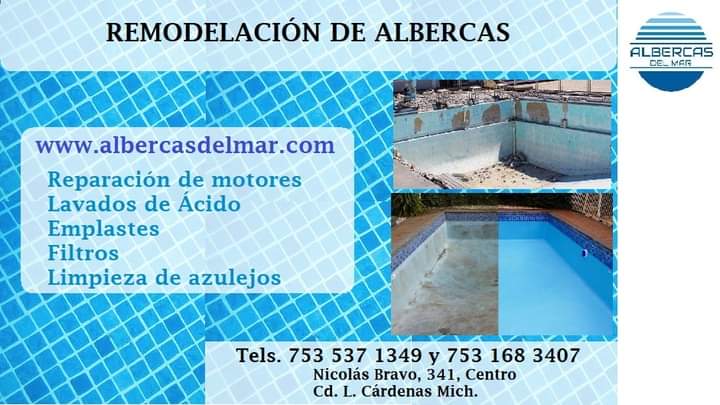 REMODELACIÓN DE ALBERCAS
ALBERCAS
DEL MAR
www.albercasdelmar.com
Reparación de motores
Lavados de Ácido
Emplastes
Filtros
Limpieza de azulejos
Tels. 753 537 1349 y 753 168 3407
Nicolás Bravo, 341, Centro
Cd. L. Cárdenas Mich.